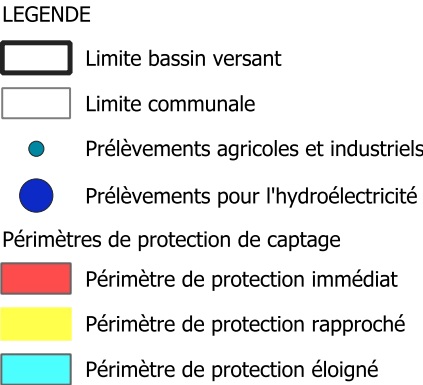 LEGENDE
Limite bassin versant
Limite communale
Prélèvements agricoles et industriels
Prélèvements pour l'hydroélectricité
Périmètres de protection de captage
Périmètre de protection immédiat
Périmètre de protection rapproché
Périmètre de protection éloigné